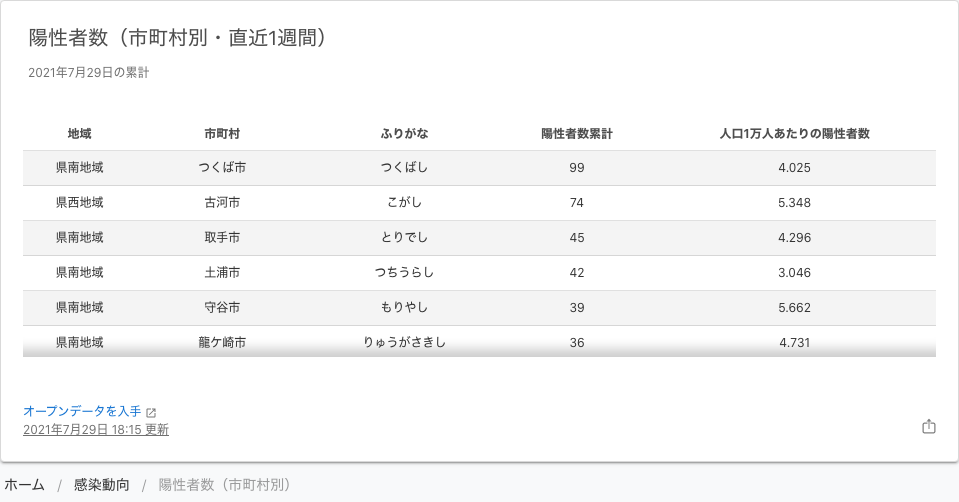 陽性者数（市町村別・直近1週間）
2021年7月29日の累計
地域 市町村 ふりがな 陽性者数累計 人口1万人あたりの陽性者数
県南地域 つくば市 つくばし 99 4.025
県西地域 古河市 こがし 74 5.348
県南地域 取手市 とりでし 45 4.296
県南地域 土浦市 つちうらし 42 3.046
県南地域 守谷市 もりやし 39 5.662
県南地域 龍ケ崎市 りゅうがさきし 36 4.731
オープンデータを入手
2021年7月29日 18:15 更新
ホーム / 感染動向 / 陽性者数（市町村別）